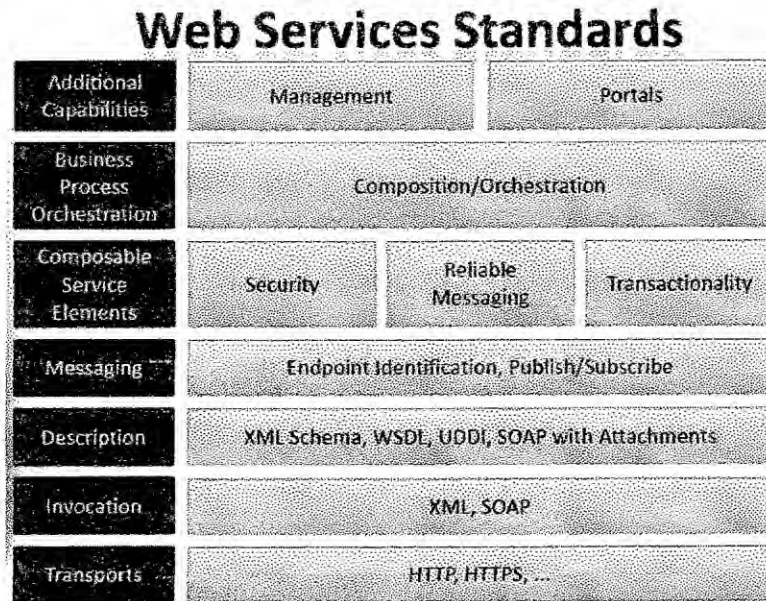 Web Services Standards
Additional
Capabilities
Management
Portals
Business
Process
Orchestration
Composition/Orchestration
Composable
Service
Elements
Security
Reliable
Messaging
Transactionality
Messaging
Endpoint Identification, Publish/Subscribe
Description
XML Schema, WSDL, UDDI, SOAP with Attachments
Invocation
XML, SOAP
Transports
HTTP, HTTPS, ...